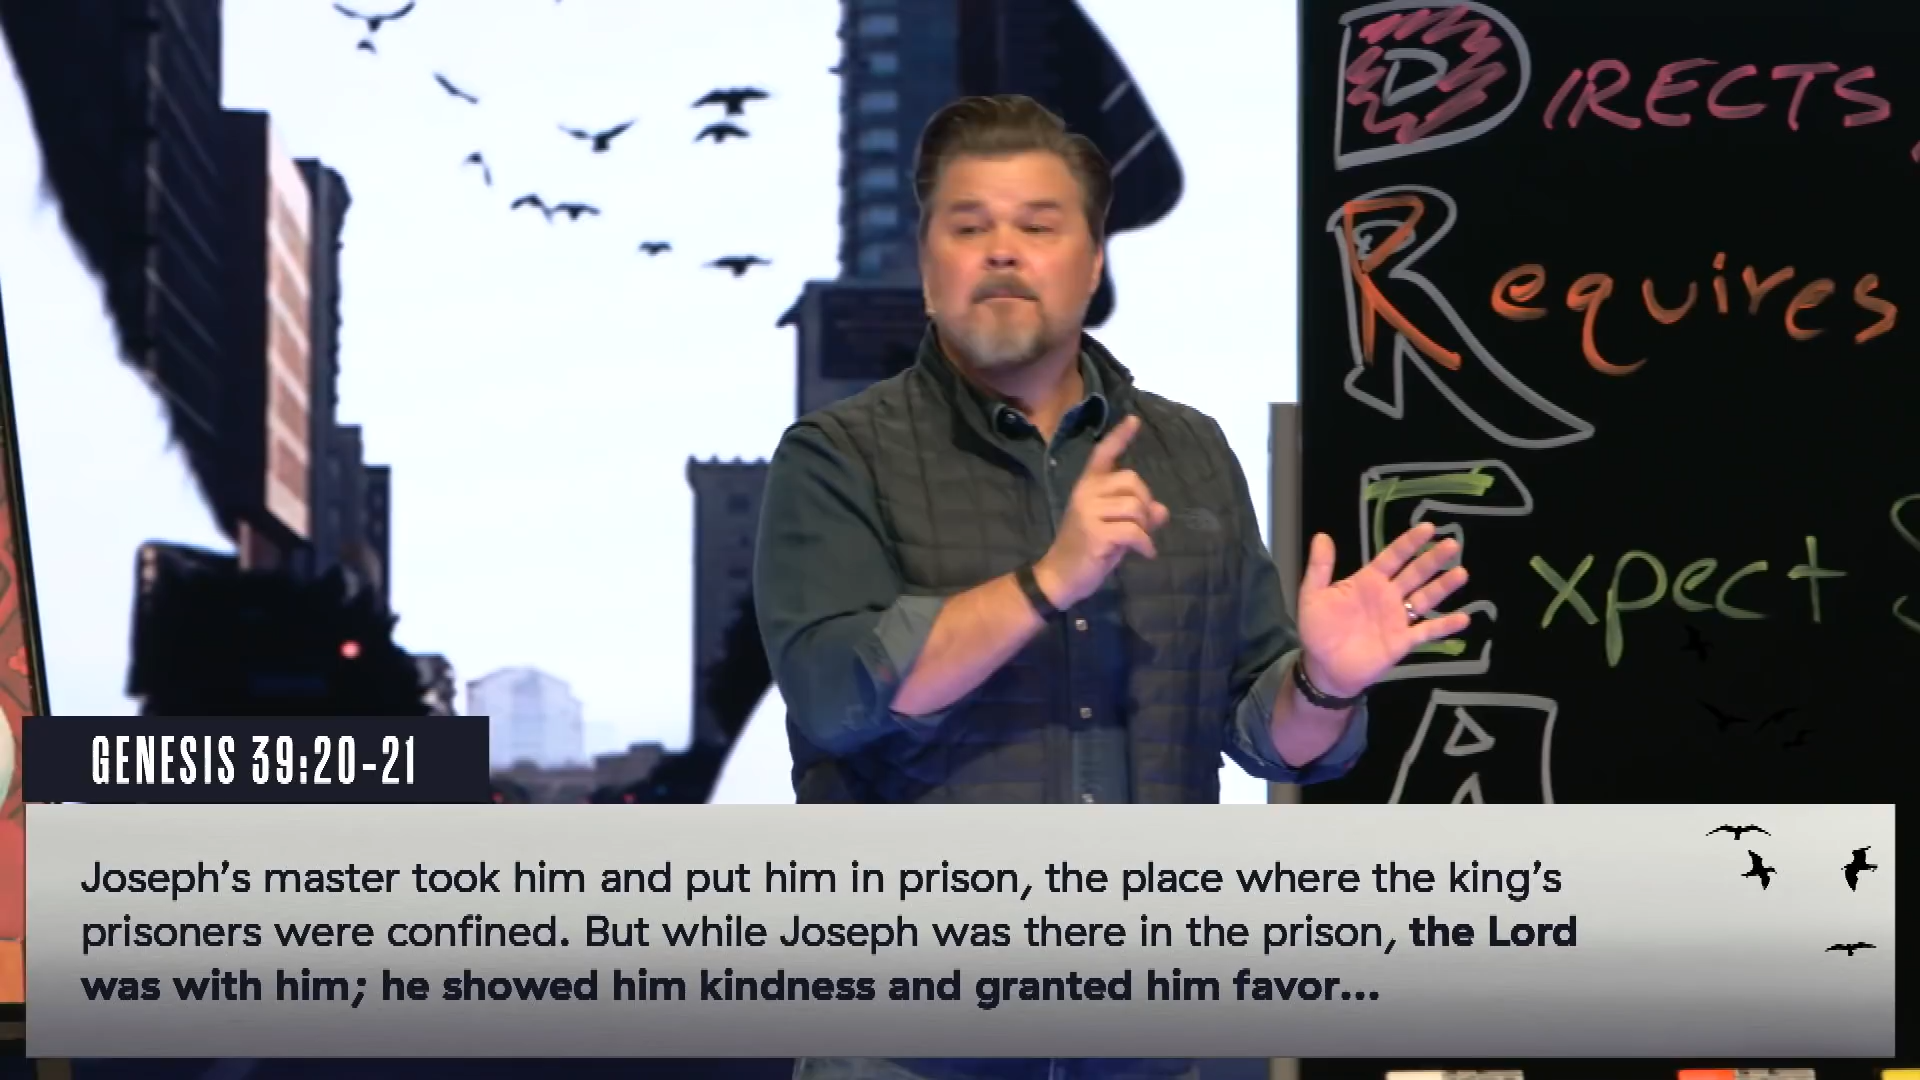 DIRECTS
Requires
Expect
A
GENESIS 39:20-21
Joseph's master took him and put him in prison, the place where the king's
prisoners were confined. But while Joseph was there in the prison, the Lord
was with him; he showed him kindness and granted him favor...